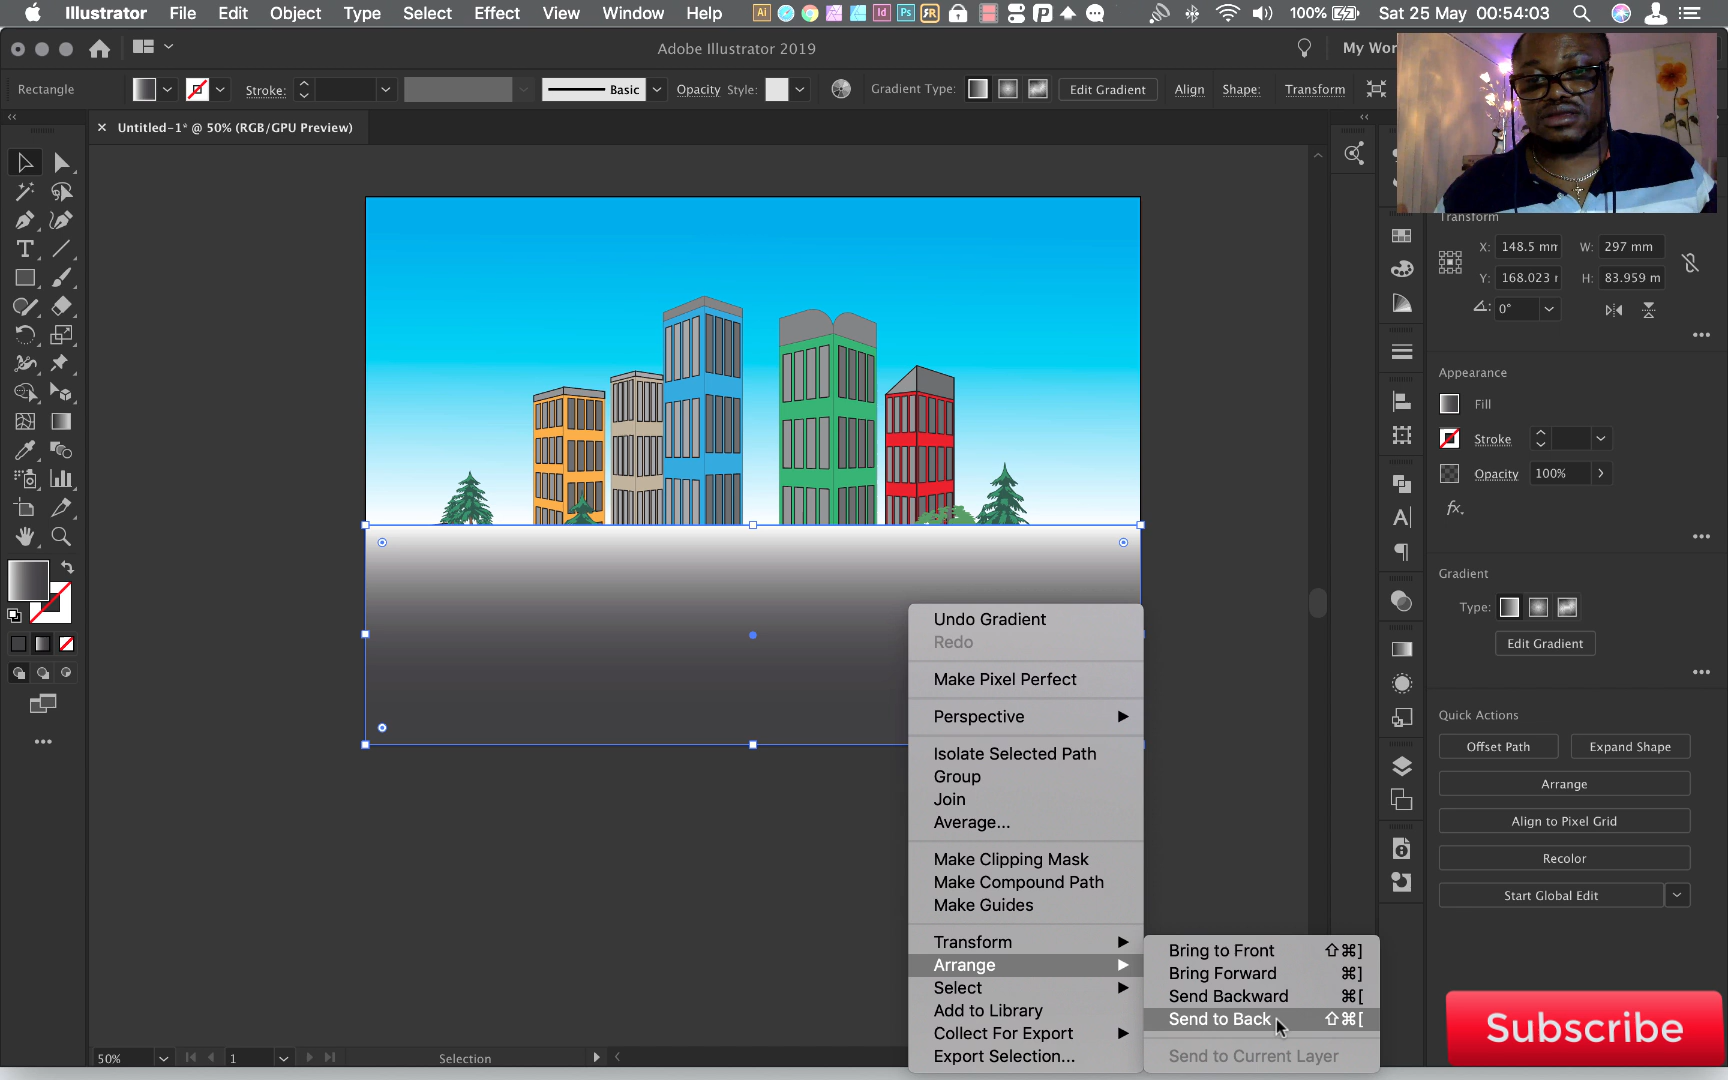 Illustrator File Edit Object Type Select Effect View Window Help
Ai Id Ps 100% Sat 25 May 00:54:03
Adobe Illustrator 2019
My Wor
Rectangle Stroke: Basic Opacity Style: Gradient Type: Edit Gradient Align Shape: Transform
Untitled-1* @ 50% (RGB/GPU Preview)
Transform
X: 148.5 mm W: 297 mm
Y: 168.023 H: 83.959 m
0°
Appearance
Fill
Stroke
Opacity 100%
fx.
Gradient
Type:
Edit Gradient
Quick Actions
Offset Path Expand Shape
Arrange
Align to Pixel Grid
Recolor
Start Global Edit
Undo Gradient
Redo
Make Pixel Perfect
Perspective
Isolate Selected Path
Group
Join
Average...
Make Clipping Mask
Make Compound Path
Make Guides
Transform
Arrange
Select
Add to Library
Collect For Export
Export Selection...
Bring to Front ⇧⌘]
Bring Forward ⌘]
Send Backward ⌘[
Send to Back ⇧⌘[
Send to Current Layer
50% 1 Selection
Subscribe